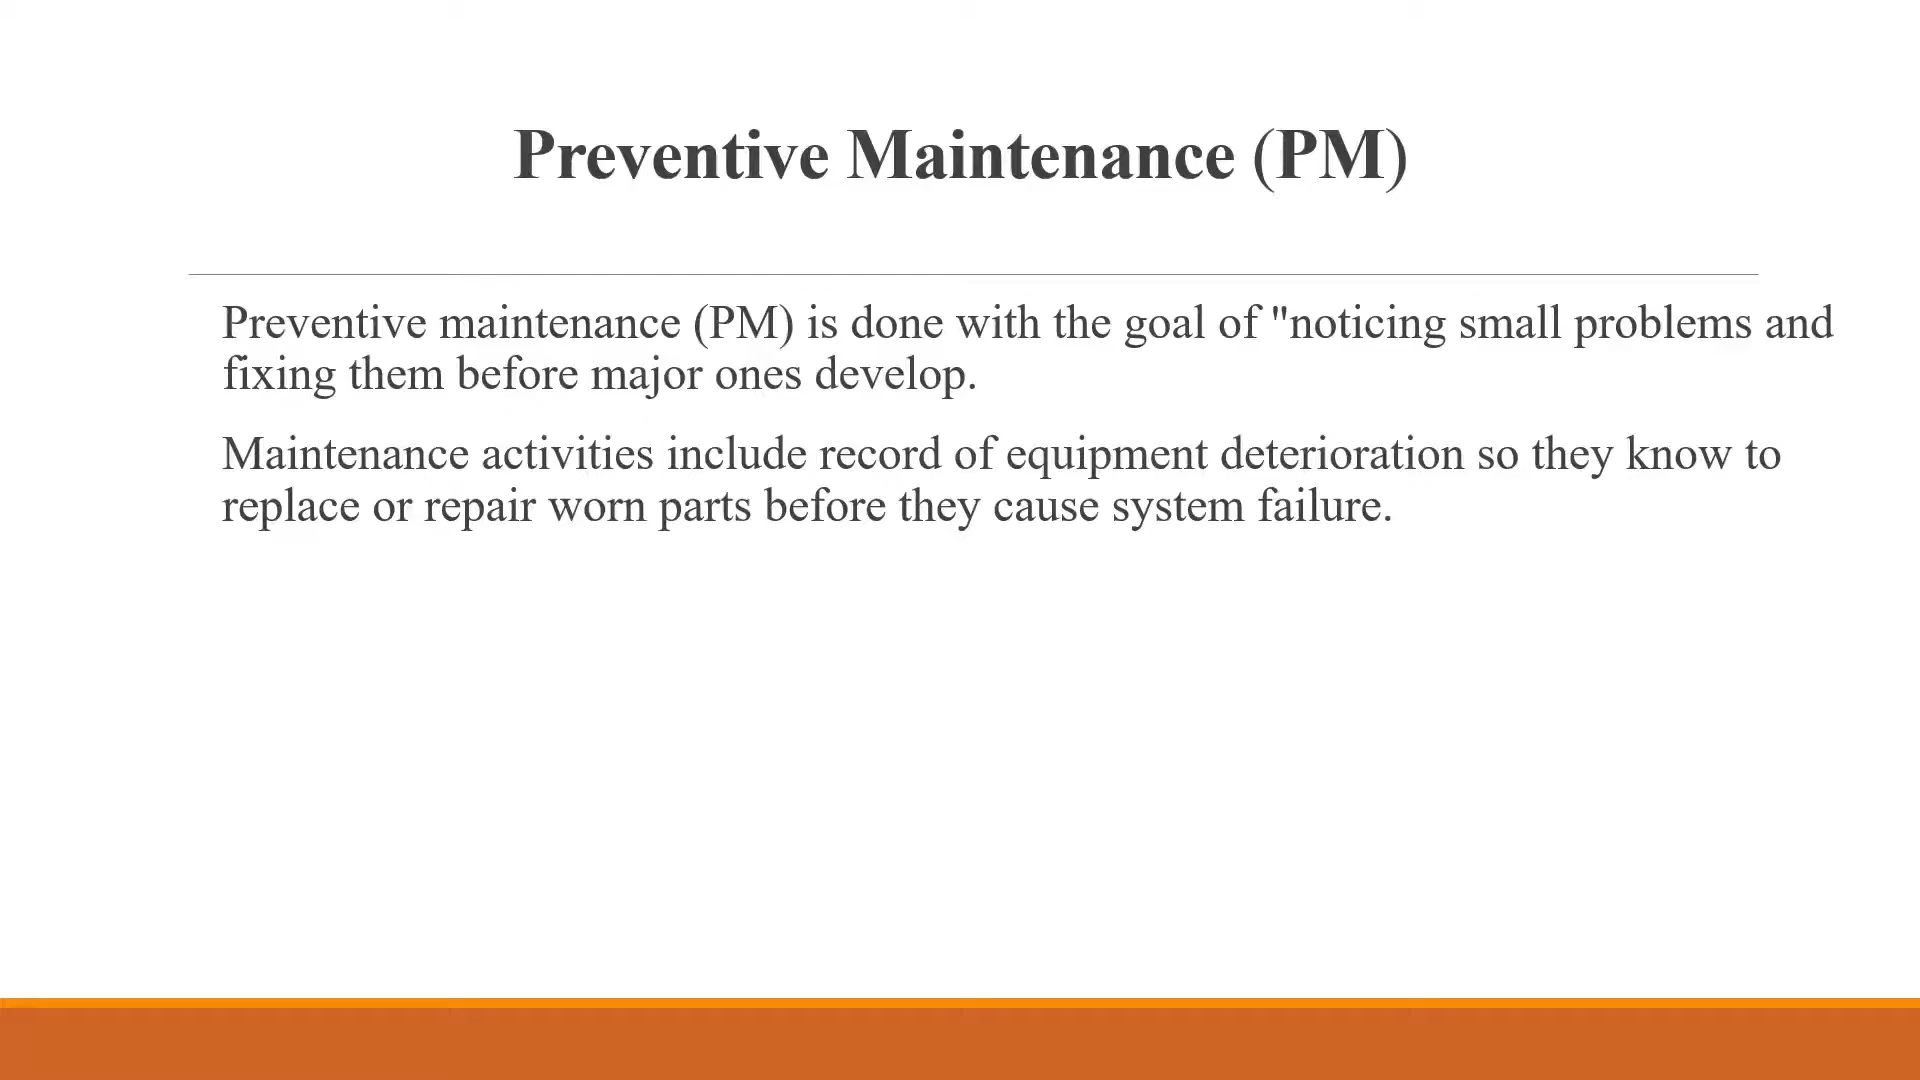 Preventive Maintenance (PM)
Preventive maintenance (PM) is done with the goal of "noticing small problems and
fixing them before major ones develop.
Maintenance activities include record of equipment deterioration so they know to
replace or repair worn parts before they cause system failure.